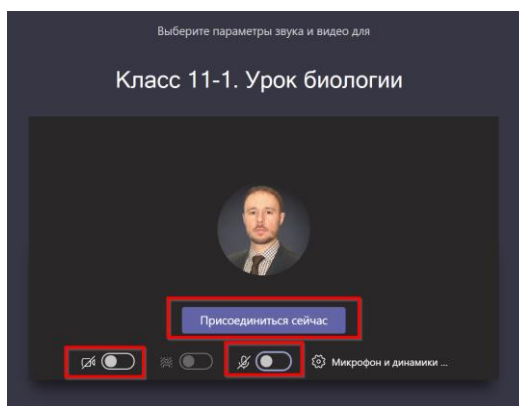 Выберите параметры звука и видео для
Класс 11-1. Урок биологии
Присоединиться сейчас
Микрофон и динамики ...